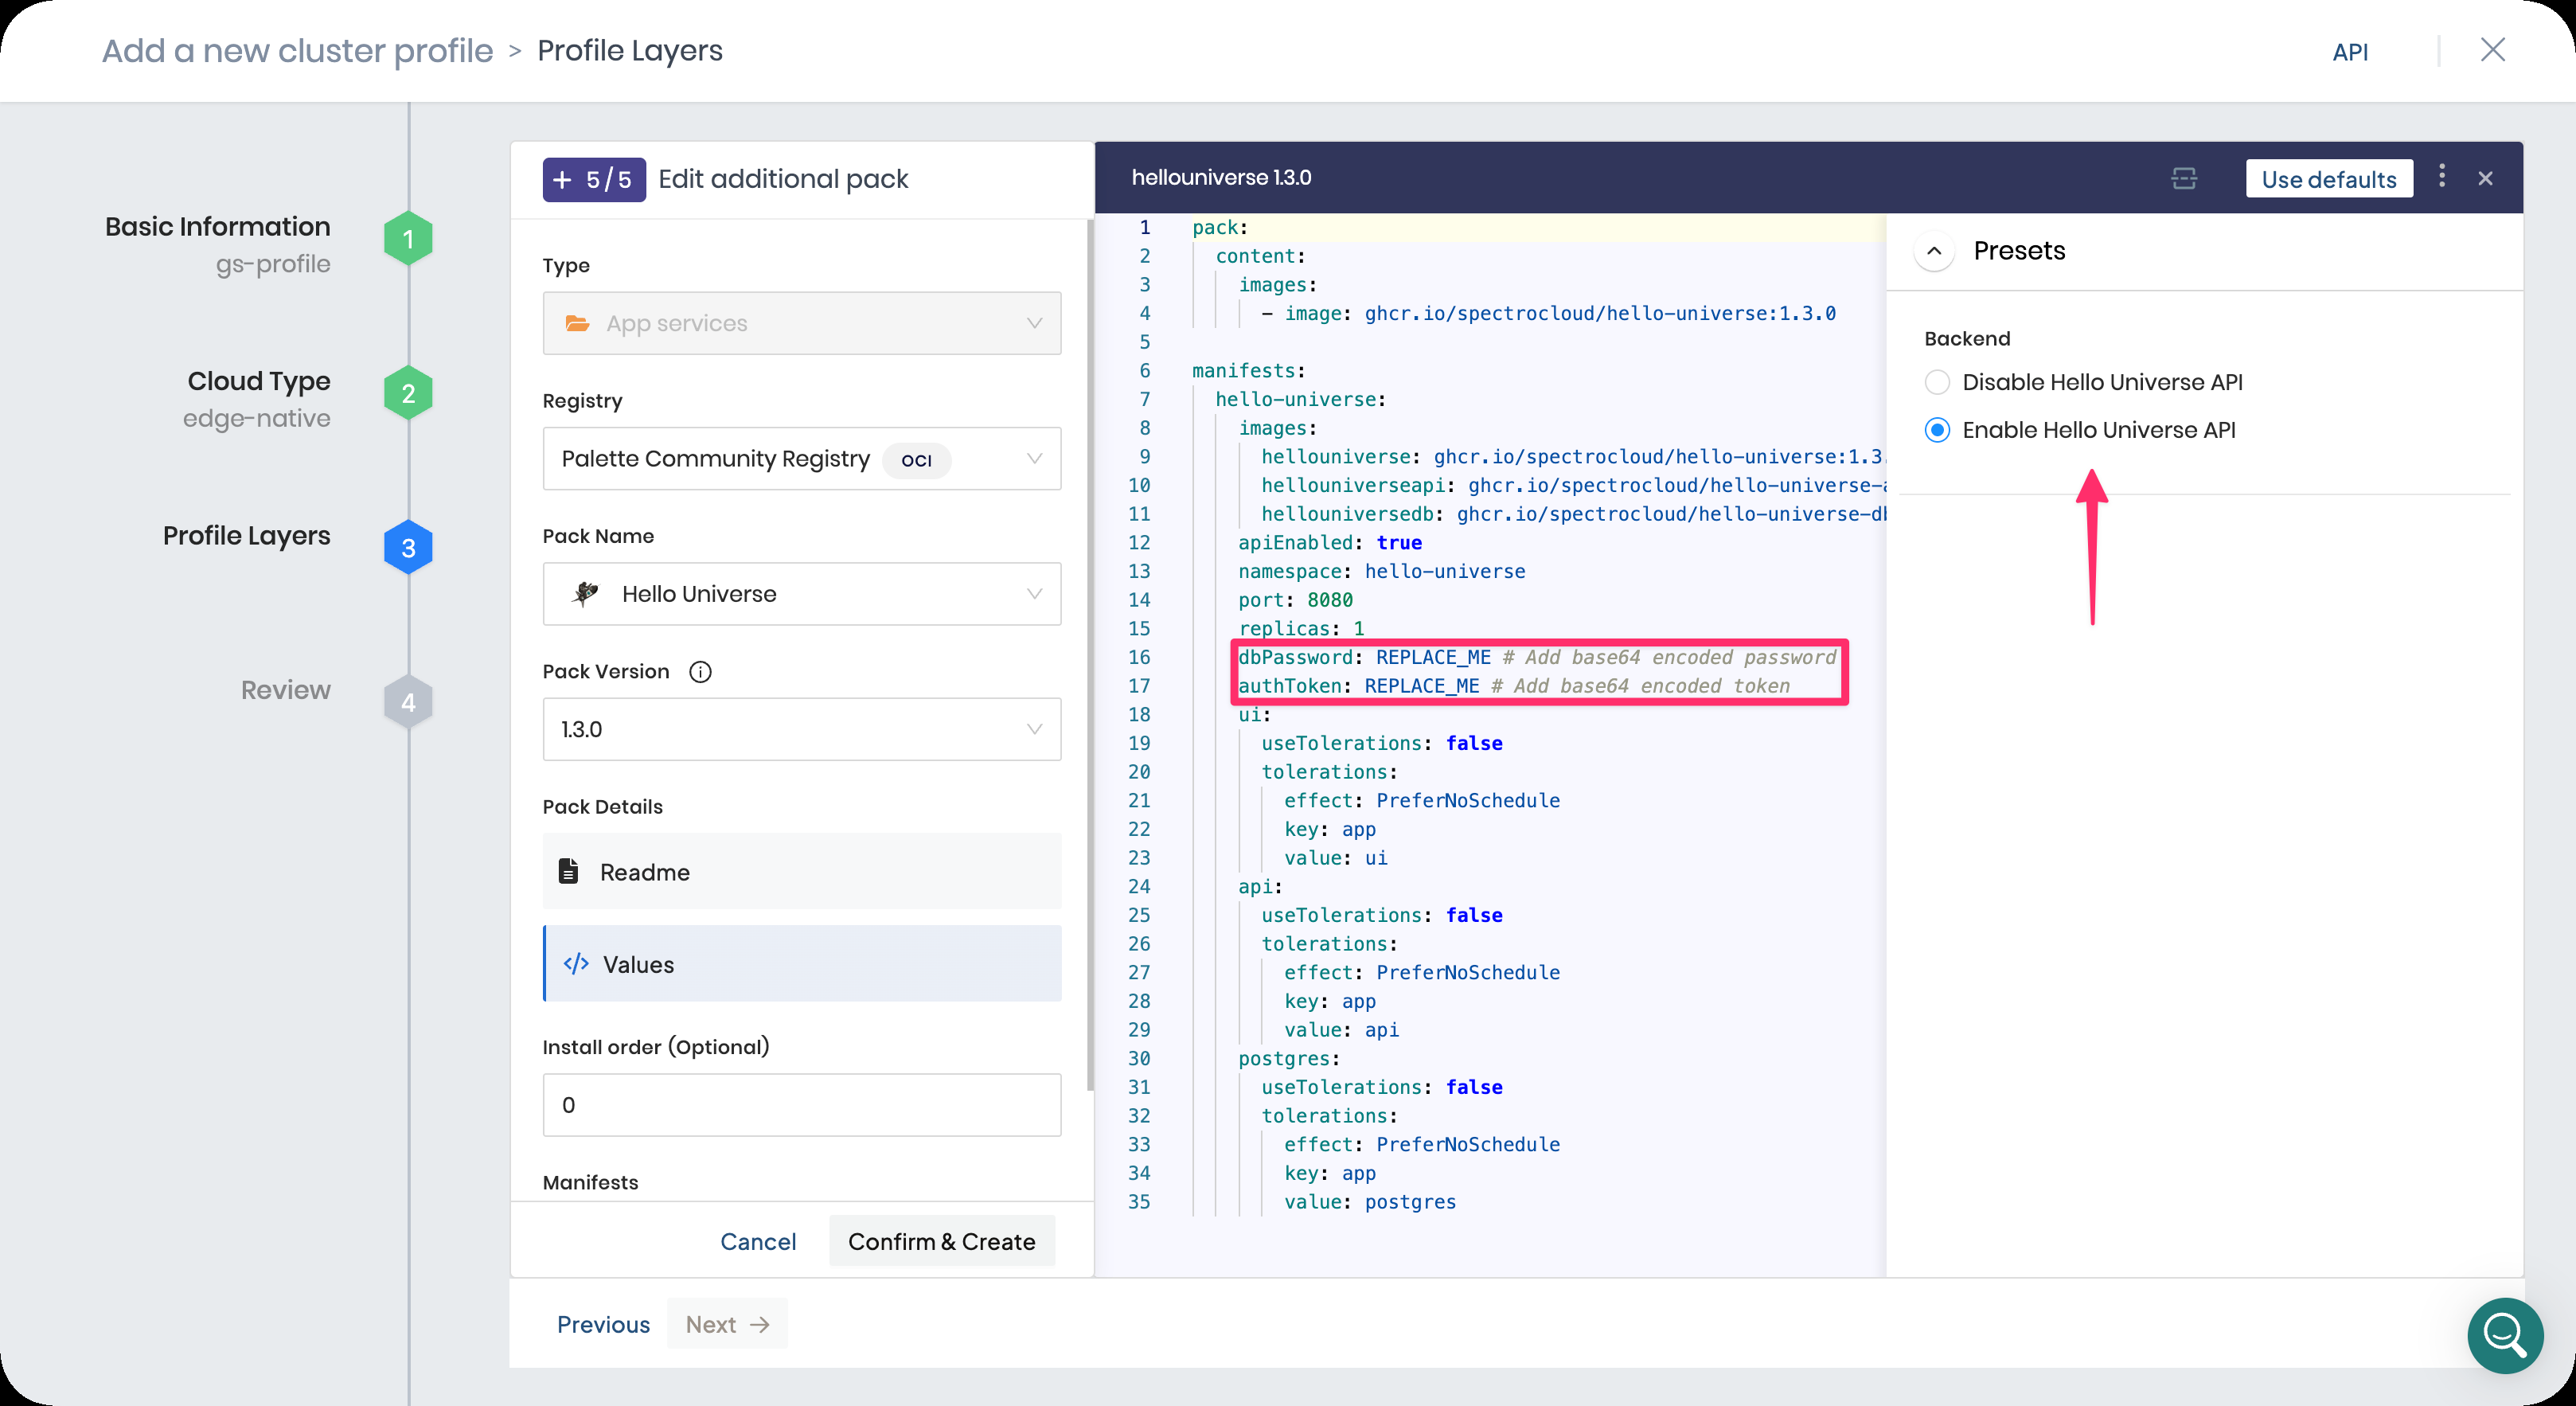 Add a new cluster profile > Profile Layers
API
Basic Information
gs-profile
1
Cloud Type
edge-native
2
Profile Layers
3
Review
4
+ 5/5 Edit additional pack
Type
App services
Registry
Palette Community Registry OCI
Pack Name
Hello Universe
Pack Version
1.3.0
Pack Details
Readme
</> Values
Install order (Optional)
0
Manifests
Cancel
Confirm & Create
Previous
Next →
hellouniverse 1.3.0
Use defaults
1 pack:
2 content:
3 images:
4 - image: ghcr.io/spectrocloud/hello-universe:1.3.0
5
6 manifests:
7 hello-universe:
8 images:
9 hellouniverse: ghcr.io/spectrocloud/hello-universe:1.3.
10 hellouniverseapi: ghcr.io/spectrocloud/hello-universe-a
11 hellouniversedb: ghcr.io/spectrocloud/hello-universe-db
12 apiEnabled: true
13 namespace: hello-universe
14 port: 8080
15 replicas: 1
16 dbPassword: REPLACE_ME # Add base64 encoded password
17 authToken: REPLACE_ME # Add base64 encoded token
18 ui:
19 useTolerations: false
20 tolerations:
21 effect: PreferNoSchedule
22 key: app
23 value: ui
24 api:
25 useTolerations: false
26 tolerations:
27 effect: PreferNoSchedule
28 key: app
29 value: api
30 postgres:
31 useTolerations: false
32 tolerations:
33 effect: PreferNoSchedule
34 key: app
35 value: postgres
Presets
Backend
Disable Hello Universe API
Enable Hello Universe API